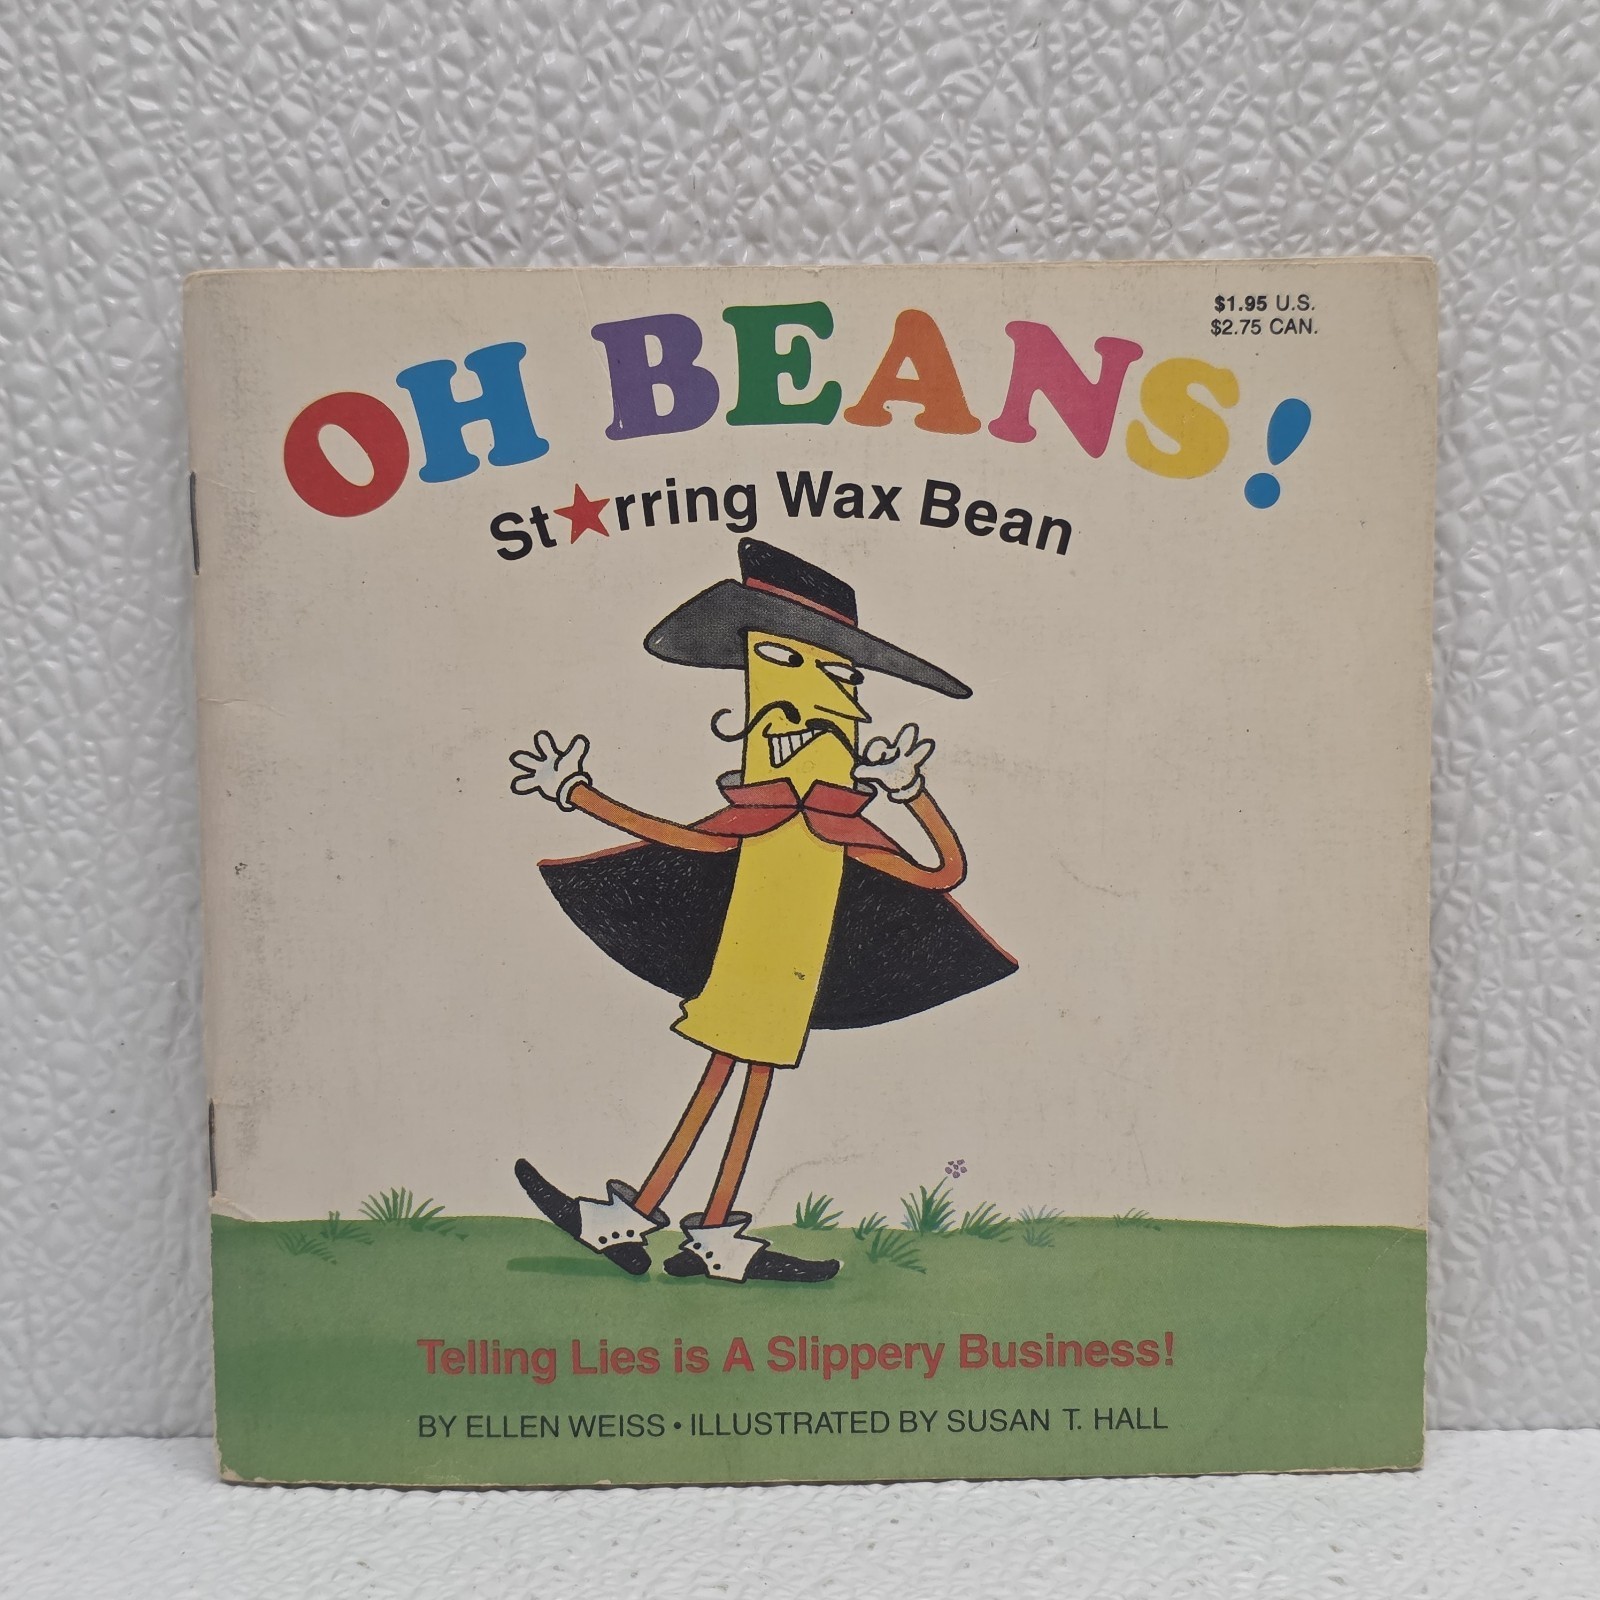 $1.95 U.S.
$2.75 CAN.
OH BEANS!
St★rring Wax Bean
Telling Lies is A Slippery Business!
BY ELLEN WEISS • ILLUSTRATED BY SUSAN T. HALL